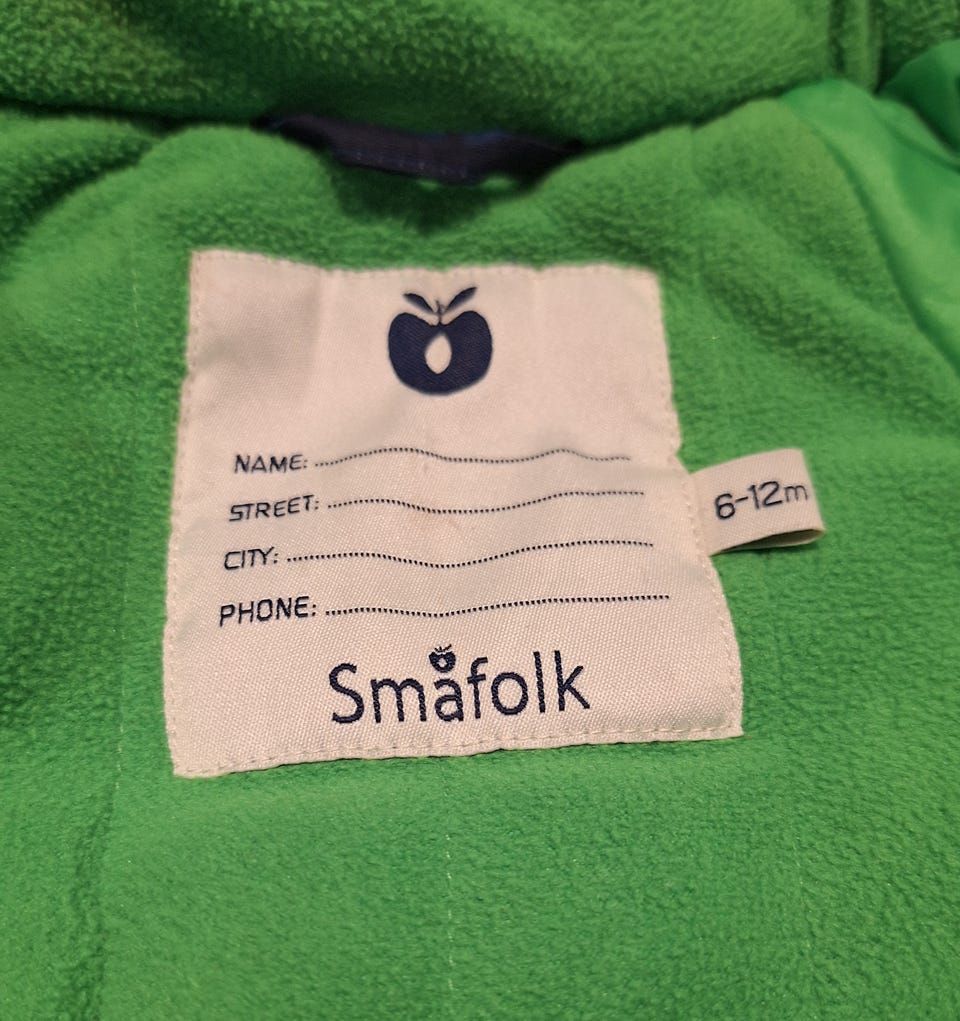 NAME:
STREET:
CITY:
PHONE:
Småfolk
6-12m